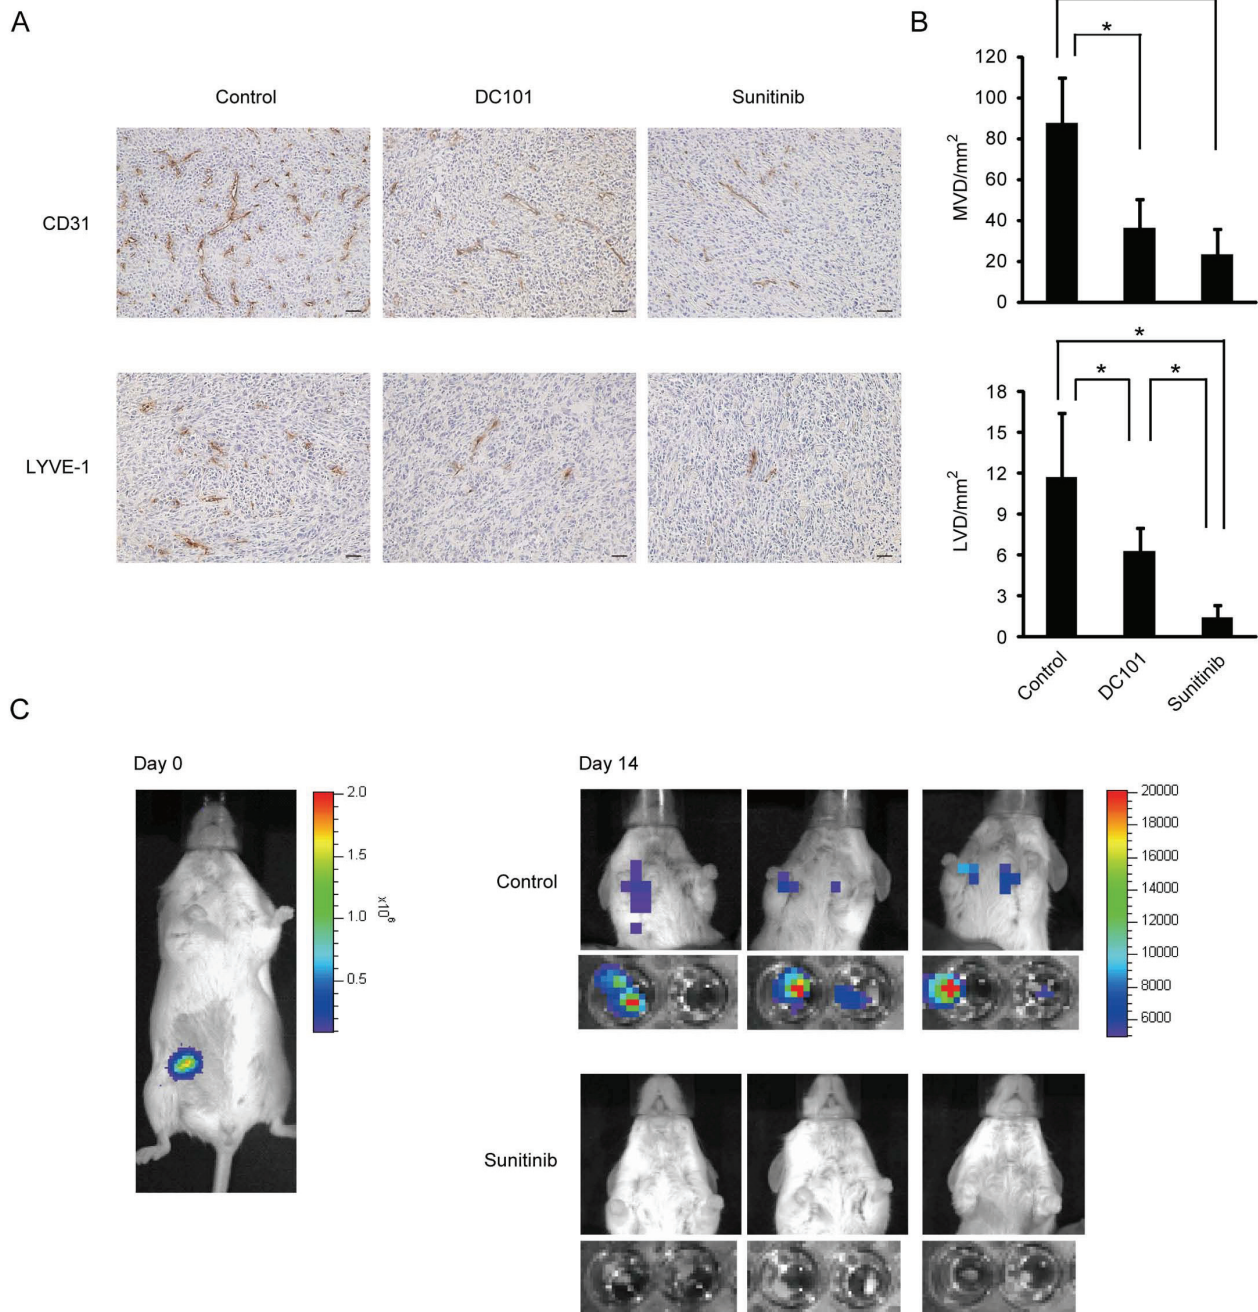 A
B
Control
DC101
Sunitinib
CD31
LYVE-1
*
MVD/mm²
120
100
80
60
40
20
0
*
*
*
LVD/mm²
18
15
12
9
6
3
0
Control
DC101
Sunitinib
C
Day 0
2.0
1.5
1.0
0.5
x10⁶
Day 14
Control
Sunitinib
20000
18000
16000
14000
12000
10000
8000
6000